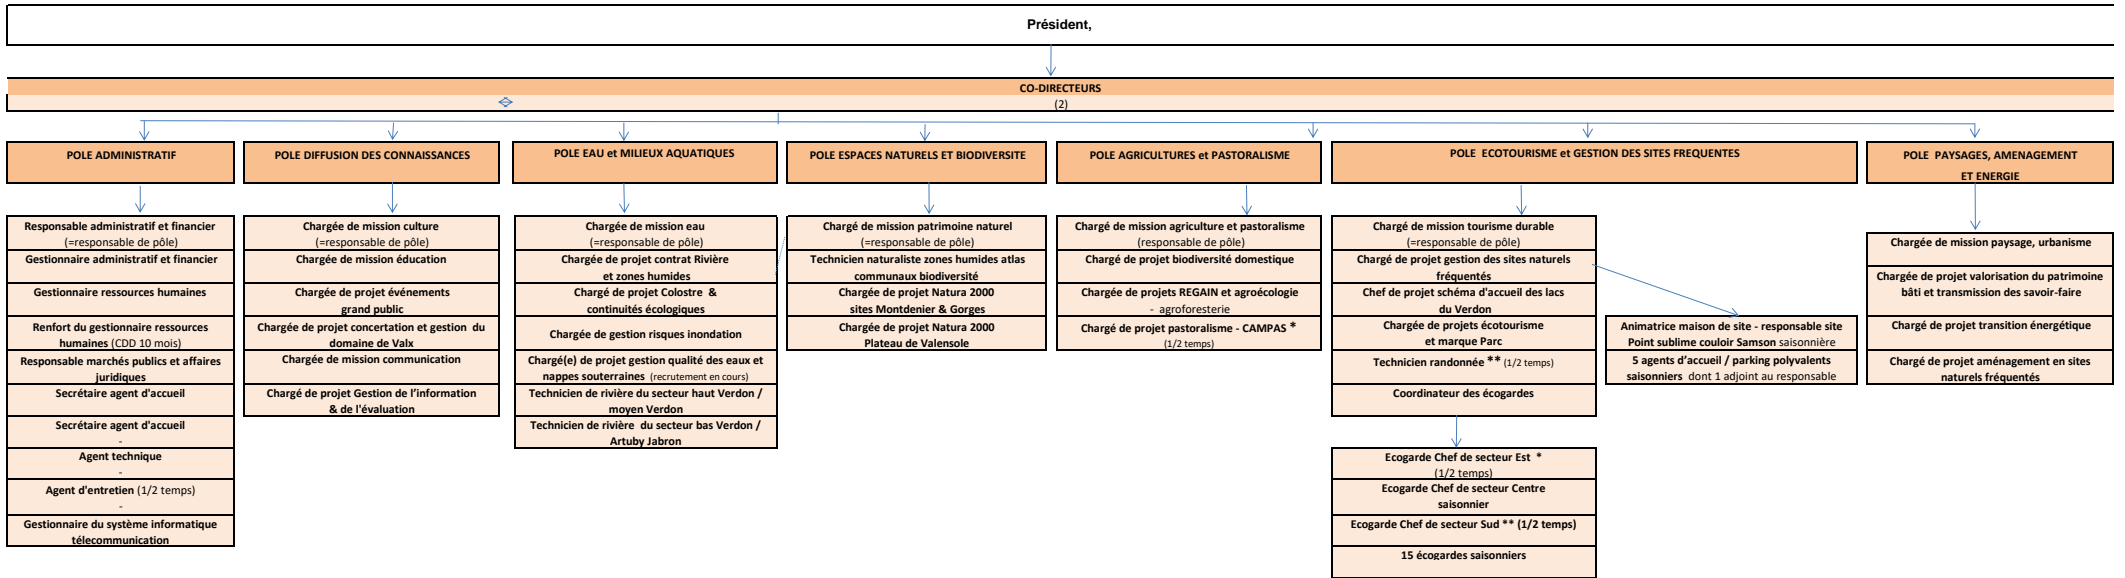 Président,
CO-DIRECTEURS
(2)
POLE ADMINISTRATIF
POLE DIFFUSION DES CONNAISSANCES
POLE EAU et MILIEUX AQUATIQUES
POLE ESPACES NATURELS ET BIODIVERSITE
POLE AGRICULTURES et PASTORALISME
POLE ECOTOURISME et GESTION DES SITES FREQUENTES
POLE PAYSAGES, AMENAGEMENT
ET ENERGIE
Responsable administratif et financier
(=responsable de pôle)
Gestionnaire administratif et financier
Gestionnaire ressources humaines
Renfort du gestionnaire ressources
humaines (CDD 10 mois)
Responsable marchés publics et affaires
juridiques
Secrétaire agent d'accueil
Secrétaire agent d'accueil
-
Agent technique
-
Agent d'entretien (1/2 temps)
-
Gestionnaire du système informatique
télécommunication
Chargée de mission culture
(=responsable de pôle)
Chargée de mission éducation
Chargée de projet événements
grand public
Chargée de projet concertation et gestion du
domaine de Valx
Chargée de mission communication
Chargé de projet Gestion de l'information
& de l'évaluation
Chargée de mission eau
(=responsable de pôle)
Chargée de projet contrat Rivière
et zones humides
Chargé de projet Colostre &
continuités écologiques
Chargée de gestion risques inondation
Chargé(e) de projet gestion qualité des eaux et
nappes souterraines (recrutement en cours)
Technicien de rivière du secteur haut Verdon /
moyen Verdon
Technicien de rivière du secteur bas Verdon /
Artuby Jabron
Chargé de mission patrimoine naturel
(=responsable de pôle)
Technicien naturaliste zones humides atlas
communaux biodiversité
Chargée de projet Natura 2000
sites Montdenier & Gorges
Chargée de projet Natura 2000
Plateau de Valensole
Chargé de mission agriculture et pastoralisme
(responsable de pôle)
Chargé de projet biodiversité domestique
Chargée de projets REGAIN et agroécologie
- agroforesterie
Chargé de projet pastoralisme - CAMPAS *
(1/2 temps)
Chargé de mission tourisme durable
(=responsable de pôle)
Chargé de projet gestion des sites naturels
fréquentés
Chef de projet schéma d'accueil des lacs
du Verdon
Chargée de projets écotourisme
et marque Parc
Technicien randonnée ** (1/2 temps)
Coordinateur des écogardes
Ecogarde Chef de secteur Est *
(1/2 temps)
Ecogarde Chef de secteur Centre
saisonnier
Ecogarde Chef de secteur Sud ** (1/2 temps)
15 écogardes saisonniers
Animatrice maison de site - responsable site
Point sublime couloir Samson saisonnière
5 agents d'accueil / parking polyvalents
saisonniers dont 1 adjoint au responsable
Chargée de mission paysage, urbanisme
Chargée de projet valorisation du patrimoine
bâti et transmission des savoir-faire
Chargé de projet transition énergétique
Chargé de projet aménagement en sites
naturels fréquentés